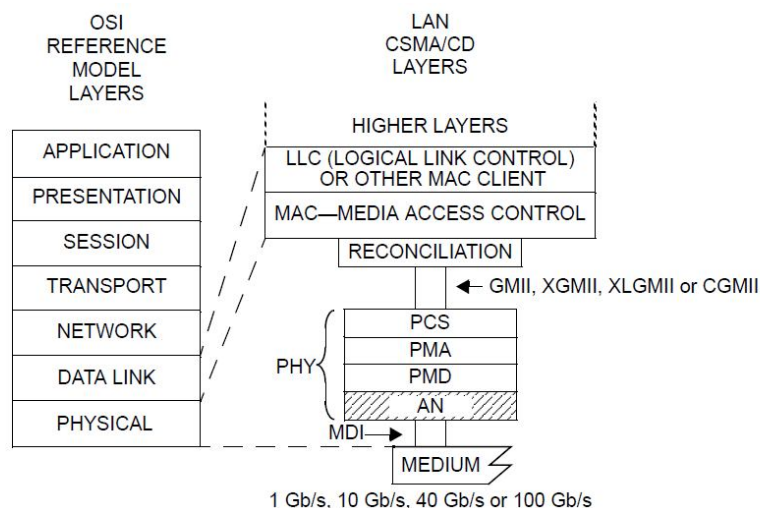 OSI
REFERENCE
MODEL
LAYERS
LAN
CSMA/CD
LAYERS
APPLICATION
PRESENTATION
SESSION
TRANSPORT
NETWORK
DATA LINK
PHYSICAL
HIGHER LAYERS
LLC (LOGICAL LINK CONTROL)
OR OTHER MAC CLIENT
MAC—MEDIA ACCESS CONTROL
RECONCILIATION
GMII, XGMII, XLGMII or CGMII
PHY
PCS
PMA
PMD
AN
MDI
MEDIUM
1 Gb/s, 10 Gb/s, 40 Gb/s or 100 Gb/s